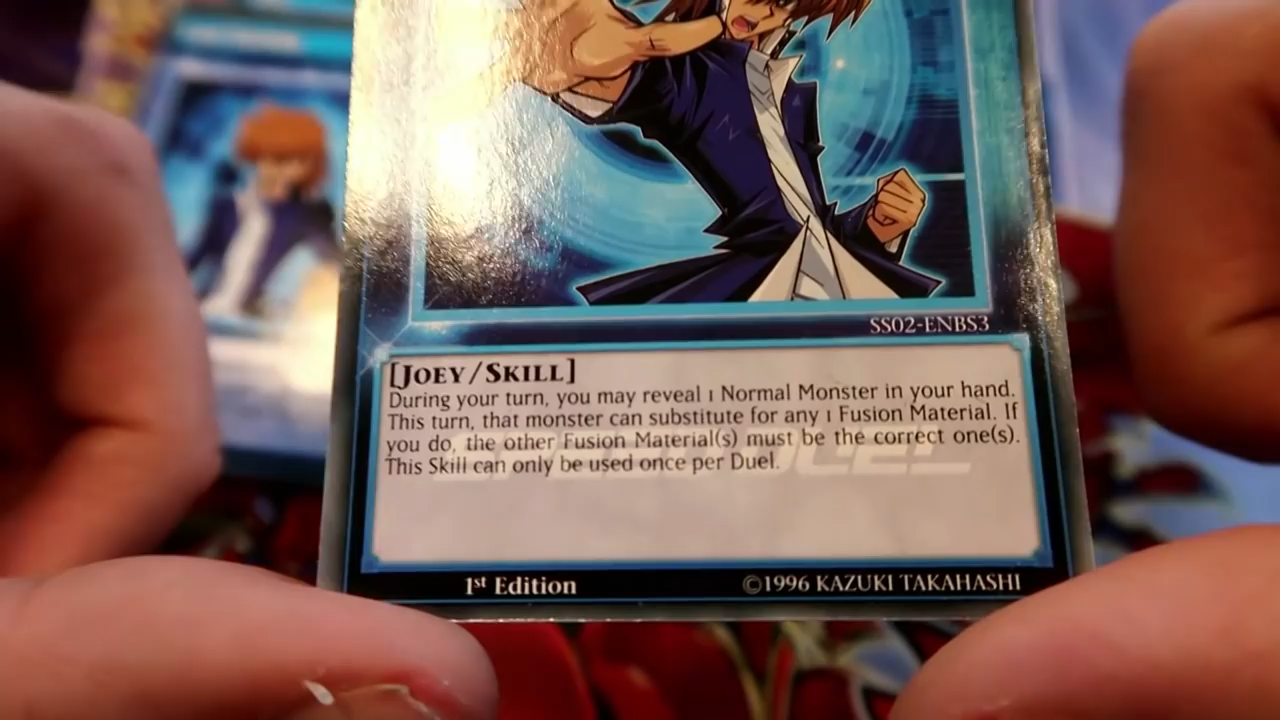 SS02-ENBS3
[JOEY/SKILL]
During your turn, you may reveal 1 Normal Monster in your hand.
This turn, that monster can substitute for any 1 Fusion Material. If
you do, the other Fusion Material(s) must be the correct one(s).
This Skill can only be used once per Duel.
1st Edition
©1996 KAZUKI TAKAHASHI